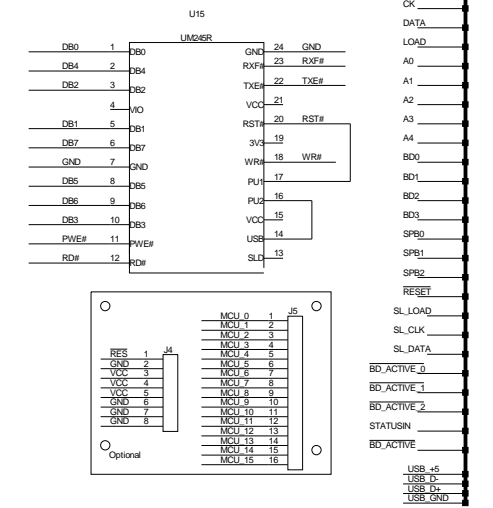 U15
UM245R
DB0 1 DB0 GND 24 GND
DB4 2 DB4 RXF# 23 RXF#
DB2 3 DB2 TXE# 22 TXE#
4 VIO VCC 21
DB1 5 DB1 RST# 20 RST#
DB7 6 DB7 3V3 19
GND 7 GND WR# 18 WR#
DB5 8 DB5 PU1 17
DB6 9 DB6 PU2 16
DB3 10 DB3 VCC 15
PWE# 11 PWE# USB 14
RD# 12 RD# SLD 13
J4
RES 1
GND 2
VCC 3
VCC 4
VCC 5
GND 6
GND 7
GND 8
Optional
J5
MCU_0 1
MCU_1 2
MCU_2 3
MCU_3 4
MCU_4 5
MCU_5 6
MCU_6 7
MCU_7 8
MCU_8 9
MCU_9 10
MCU_10 11
MCU_11 12
MCU_12 13
MCU_13 14
MCU_14 15
MCU_15 16
CK
DATA
LOAD
A0
A1
A2
A3
A4
BD0
BD1
BD2
BD3
SPB0
SPB1
SPB2
RESET
SL_LOAD
SL_CLK
SL_DATA
BD_ACTIVE_0
BD_ACTIVE_1
BD_ACTIVE_2
STATUSIN
BD_ACTIVE
USB_+5
USB_D-
USB_D+
USB_GND